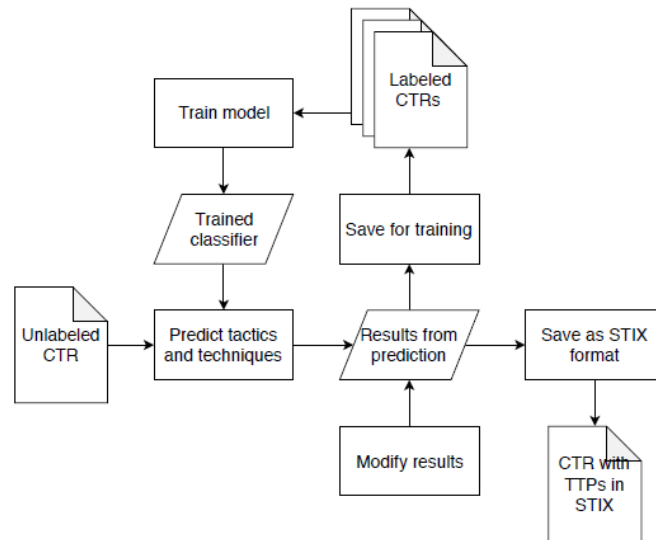 Labeled
CTRs
Train model
Trained
classifier
Save for training
Unlabeled
CTR
Predict tactics
and techniques
Results from
prediction
Save as STIX
format
Modify results
CTR with
TTPs in
STIX